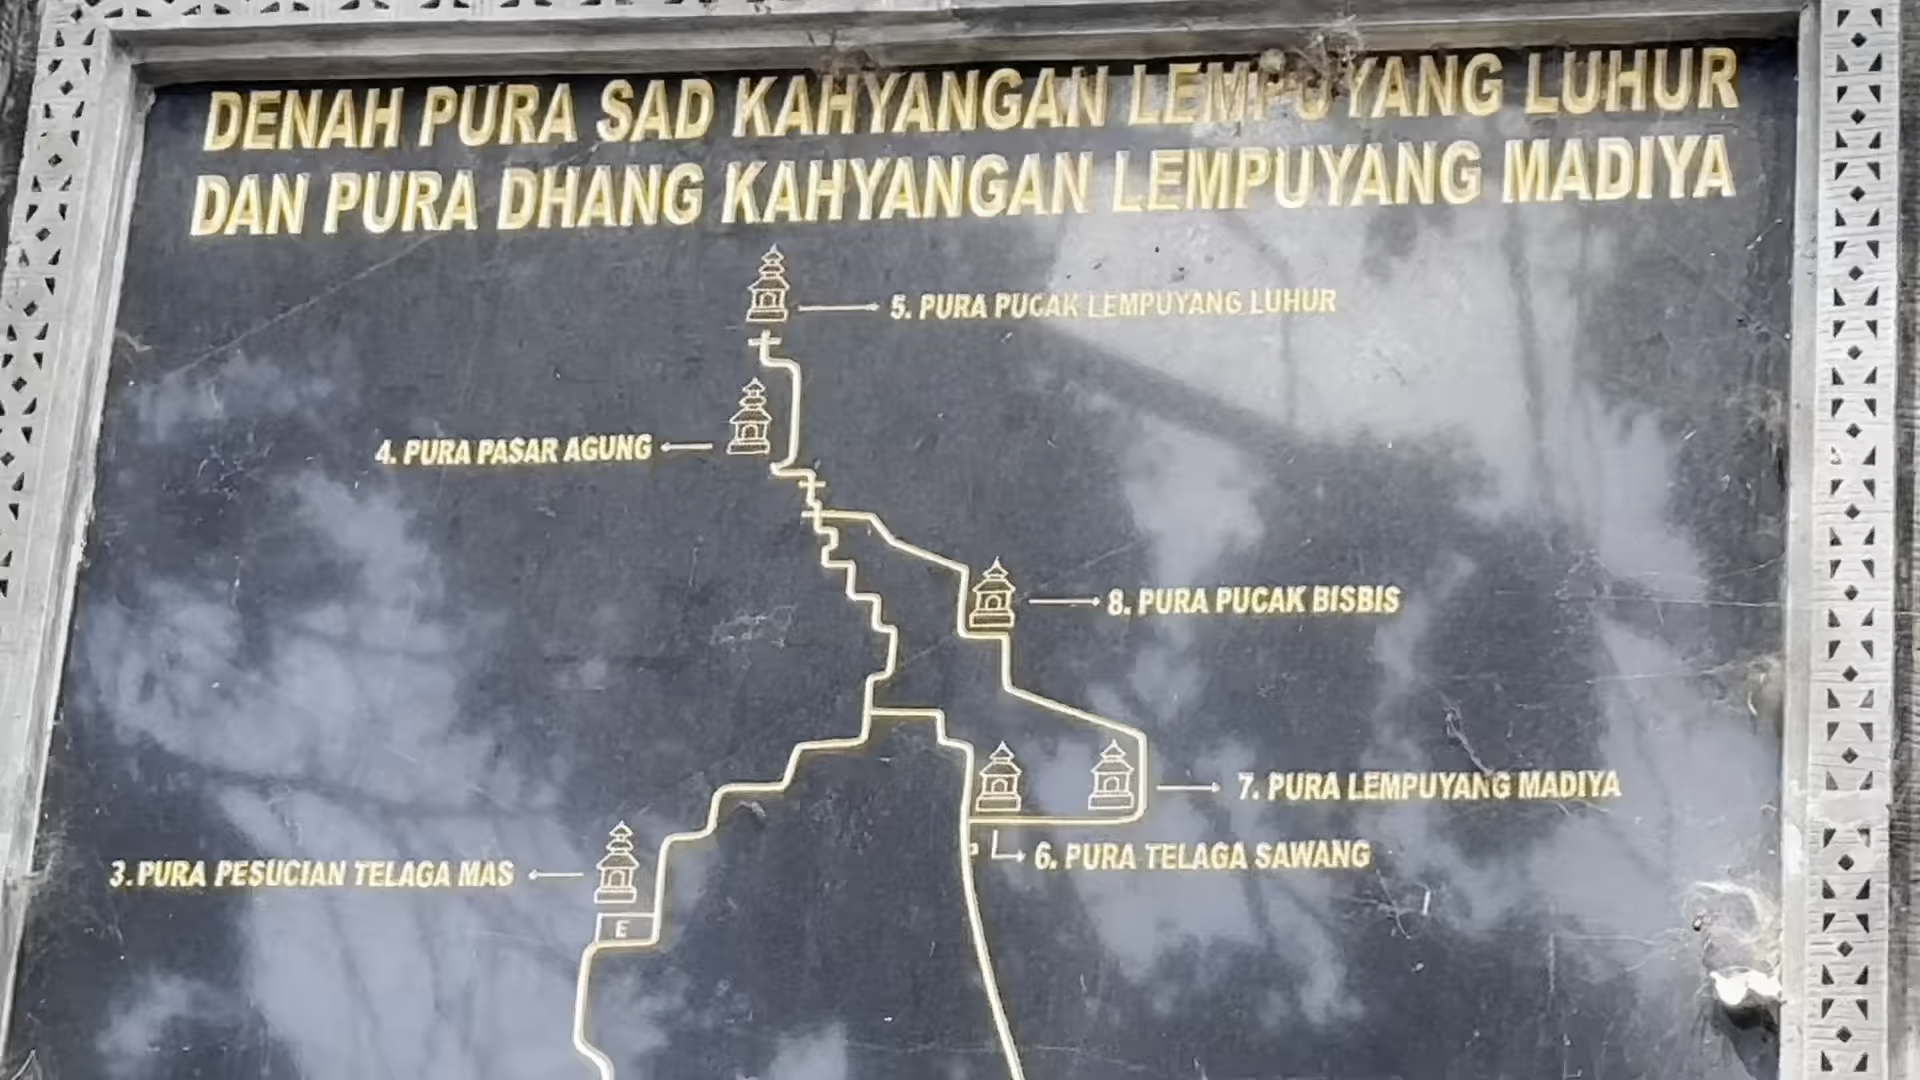 DENAH PURA SAD KAHYANGAN LEMPUYANG LUHUR
DAN PURA DHANG KAHYANGAN LEMPUYANG MADIYA
5. PURA PUCAK LEMPUYANG LUHUR
4. PURA PASAR AGUNG
8. PURA PUCAK BISBIS
7. PURA LEMPUYANG MADIYA
6. PURA TELAGA SAWANG
3. PURA PESUCIAN TELAGA MAS
E